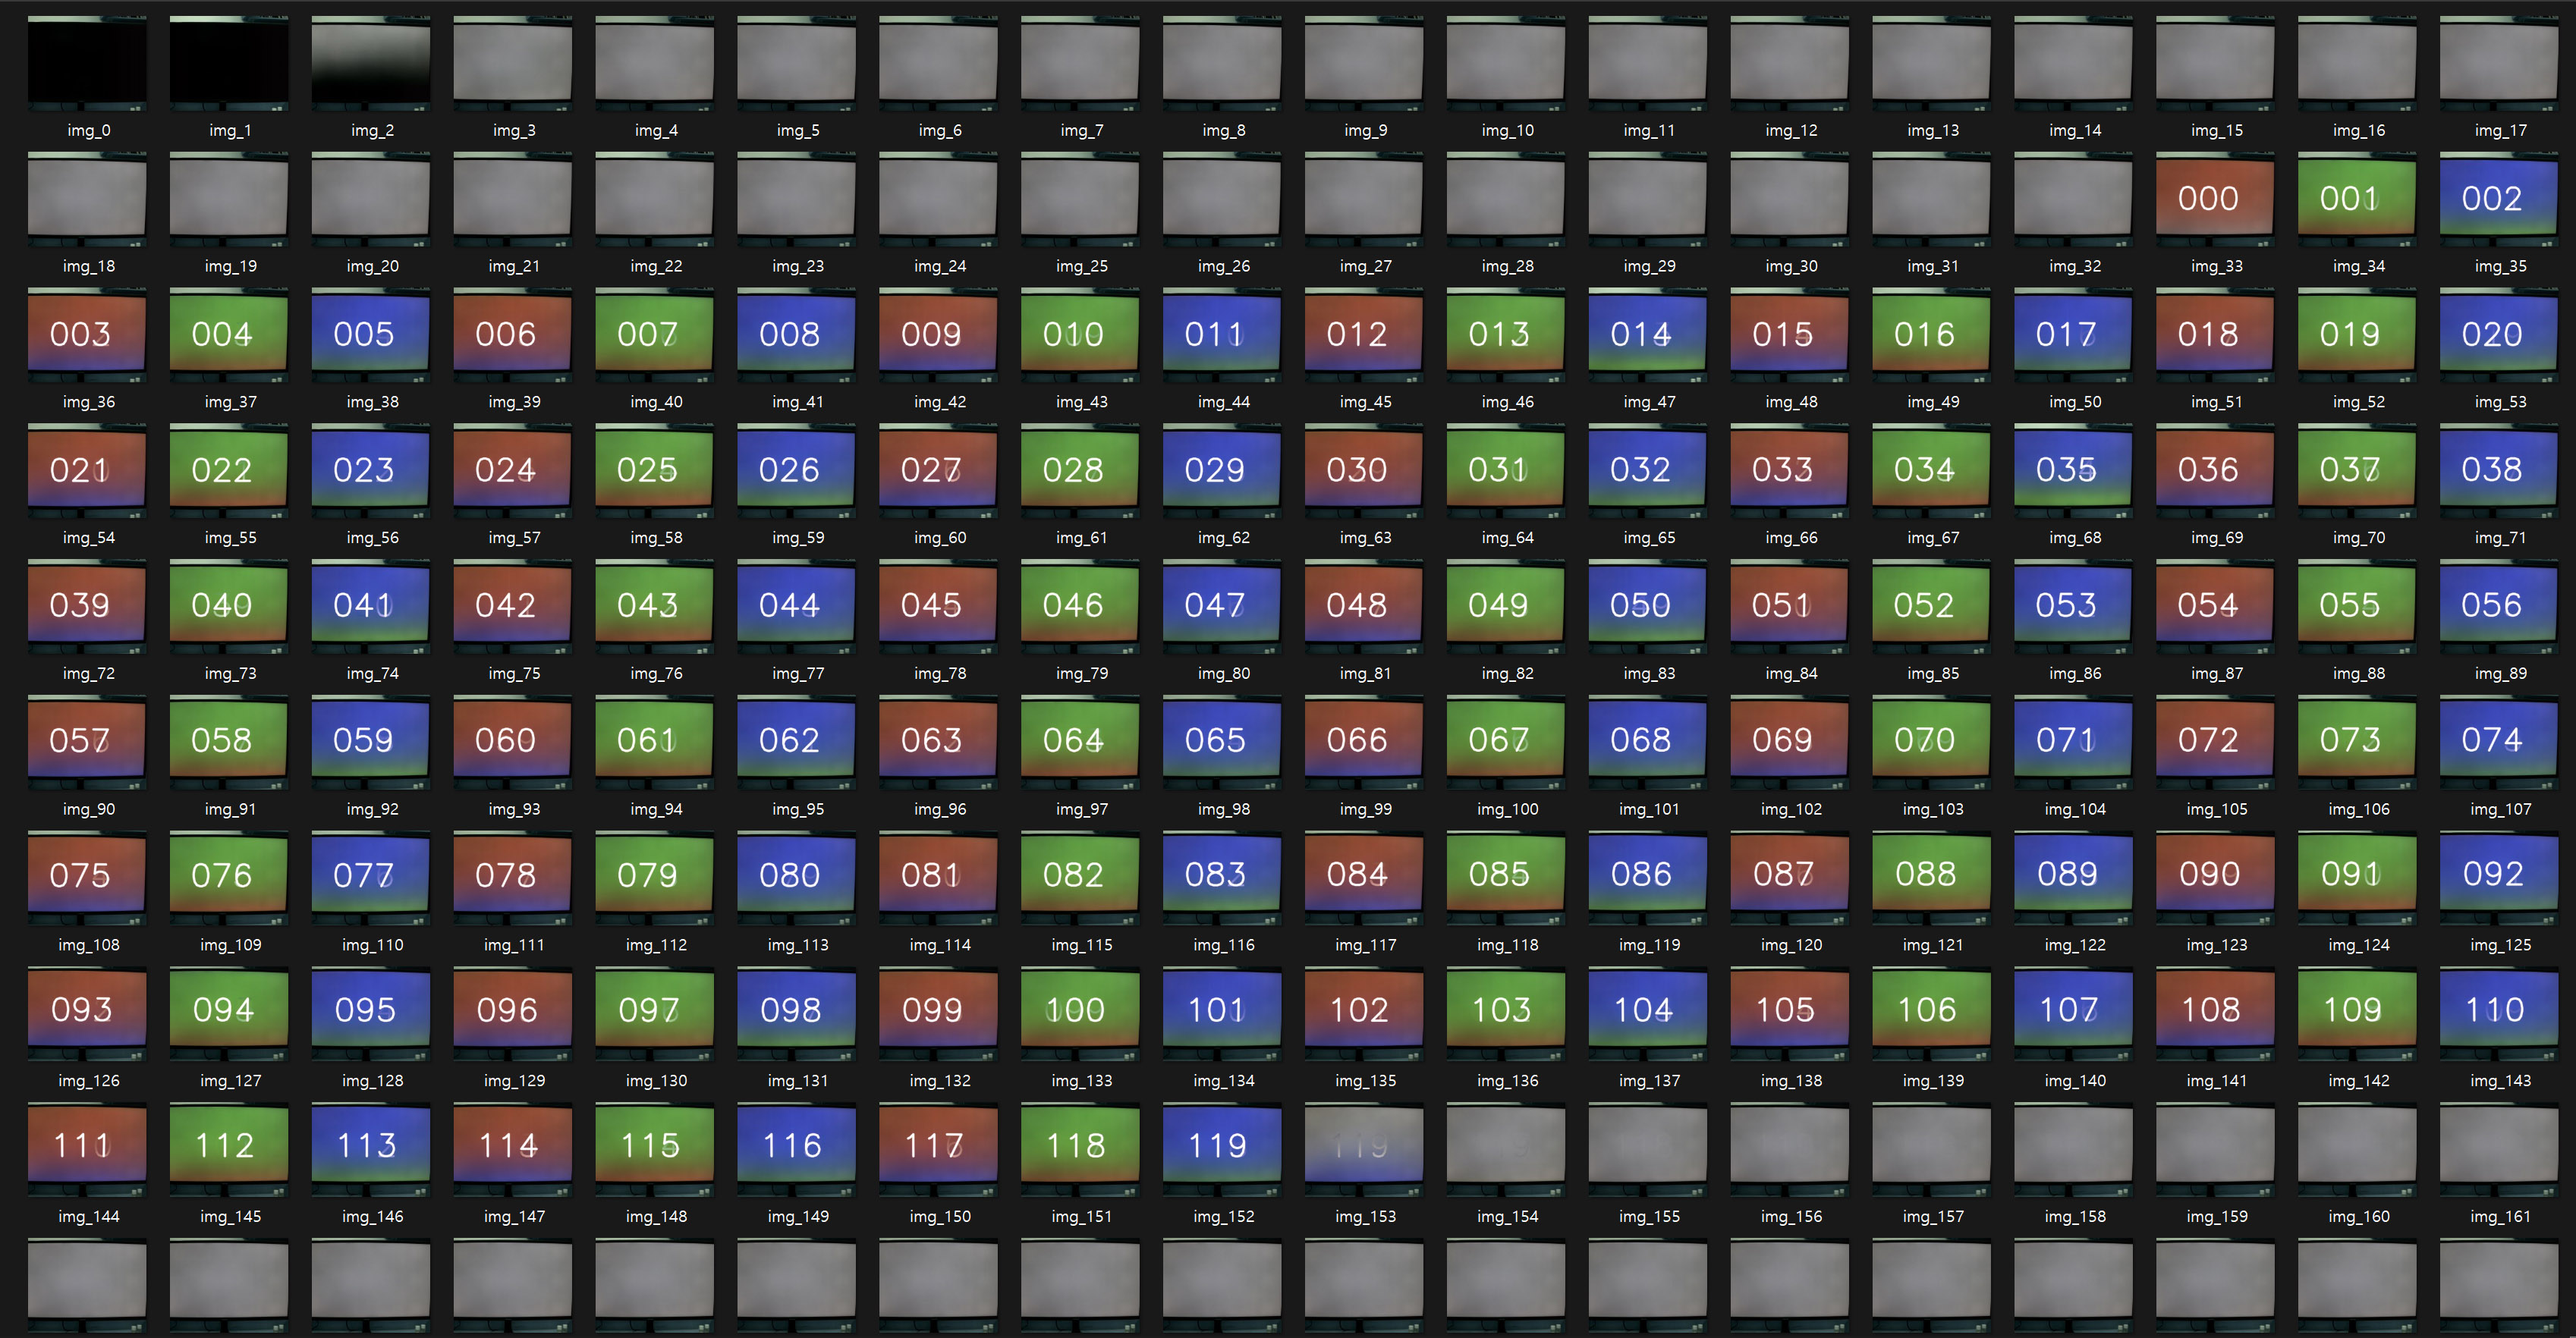 img_0 img_1 img_2 img_3 img_4 img_5 img_6 img_7 img_8 img_9 img_10 img_11 img_12 img_13 img_14 img_15 img_16 img_17
000 001 002
img_18 img_19 img_20 img_21 img_22 img_23 img_24 img_25 img_26 img_27 img_28 img_29 img_30 img_31 img_32 img_33 img_34 img_35
003 004 005 006 007 008 009 010 011 012 013 014 015 016 017 018 019 020
img_36 img_37 img_38 img_39 img_40 img_41 img_42 img_43 img_44 img_45 img_46 img_47 img_48 img_49 img_50 img_51 img_52 img_53
021 022 023 024 025 026 027 028 029 030 031 032 033 034 035 036 037 038
img_54 img_55 img_56 img_57 img_58 img_59 img_60 img_61 img_62 img_63 img_64 img_65 img_66 img_67 img_68 img_69 img_70 img_71
039 040 041 042 043 044 045 046 047 048 049 050 051 052 053 054 055 056
img_72 img_73 img_74 img_75 img_76 img_77 img_78 img_79 img_80 img_81 img_82 img_83 img_84 img_85 img_86 img_87 img_88 img_89
057 058 059 060 061 062 063 064 065 066 067 068 069 070 071 072 073 074
img_90 img_91 img_92 img_93 img_94 img_95 img_96 img_97 img_98 img_99 img_100 img_101 img_102 img_103 img_104 img_105 img_106 img_107
075 076 077 078 079 080 081 082 083 084 085 086 087 088 089 090 091 092
img_108 img_109 img_110 img_111 img_112 img_113 img_114 img_115 img_116 img_117 img_118 img_119 img_120 img_121 img_122 img_123 img_124 img_125
093 094 095 096 097 098 099 100 101 102 103 104 105 106 107 108 109 110
img_126 img_127 img_128 img_129 img_130 img_131 img_132 img_133 img_134 img_135 img_136 img_137 img_138 img_139 img_140 img_141 img_142 img_143
111 112 113 114 115 116 117 118 119 119
img_144 img_145 img_146 img_147 img_148 img_149 img_150 img_151 img_152 img_153 img_154 img_155 img_156 img_157 img_158 img_159 img_160 img_161